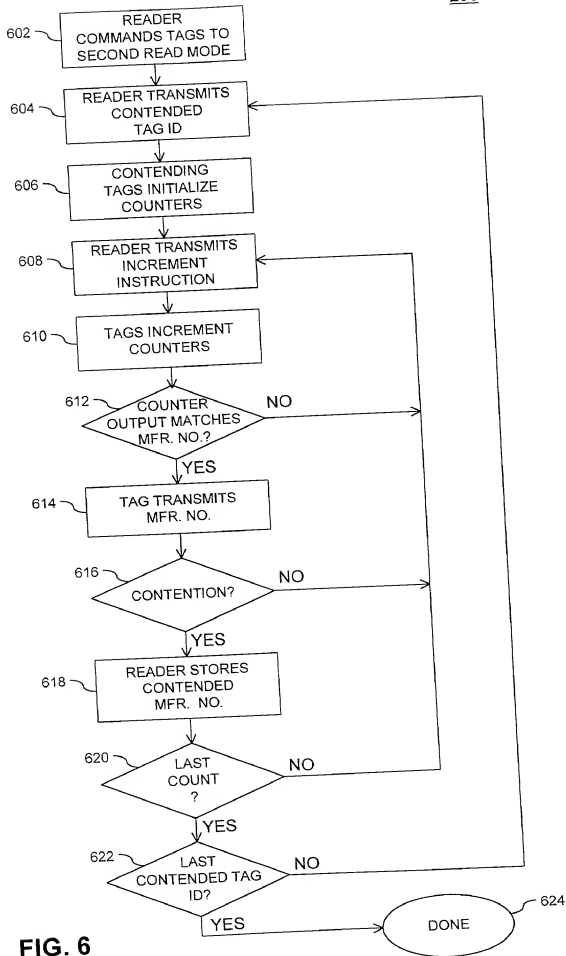 602
READER
COMMANDS TAGS TO
SECOND READ MODE
604
READER TRANSMITS
CONTENDED
TAG ID
606
CONTENDING
TAGS INITIALIZE
COUNTERS
608
READER TRANSMITS
INCREMENT
INSTRUCTION
610
TAGS INCREMENT
COUNTERS
612
COUNTER
OUTPUT MATCHES
MFR. NO.?
NO
YES
614
TAG TRANSMITS
MFR. NO.
616
CONTENTION?
NO
YES
618
READER STORES
CONTENDED
MFR. NO.
620
LAST
COUNT
?
NO
YES
622
LAST
CONTENDED TAG
ID?
NO
YES
DONE
624
FIG. 6